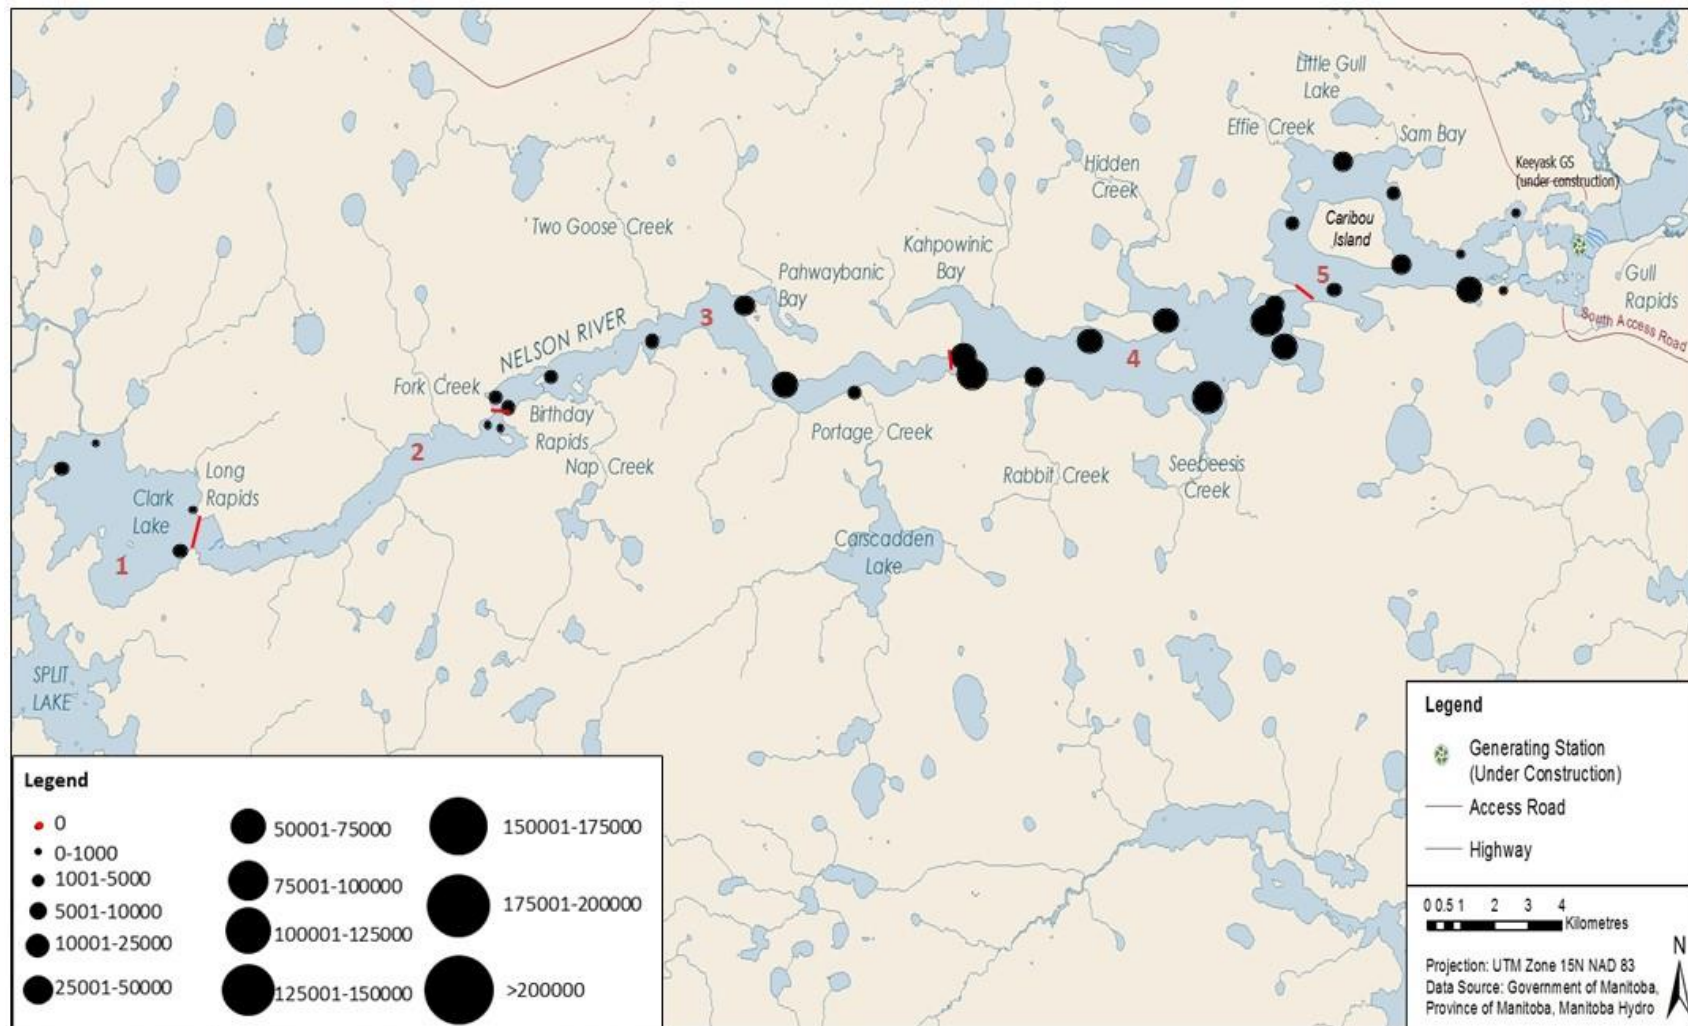 Little Gull
Lake
Effie Creek
Sam Bay
Hidden
Creek
Keeyask GS
(under construction)
Caribou
Island
' Two Goose Creek
Kahpowinic
Bay
Pahwaybanic
Bay
5
Gull
Rapids
South Access Road
3
NELSON RIVER
4
Fork Creek
Birthday
Rapids
Portage Creek
2
Nap Creek
Rabbit Creek
Seebeesis
Creek
Long
Rapids
Clark
Lake
1
Carscadden
Lake
SPLIT
LAKE
Legend
0
0-1000
1001-5000
5001-10000
10001-25000
25001-50000
50001-75000
75001-100000
100001-125000
125001-150000
150001-175000
175001-200000
>200000
Legend
Generating Station
(Under Construction)
Access Road
Highway
0 0.5 1 2 3 4
Kilometres
N
Projection: UTM Zone 15N NAD 83
Data Source: Government of Manitoba,
Province of Manitoba, Manitoba Hydro